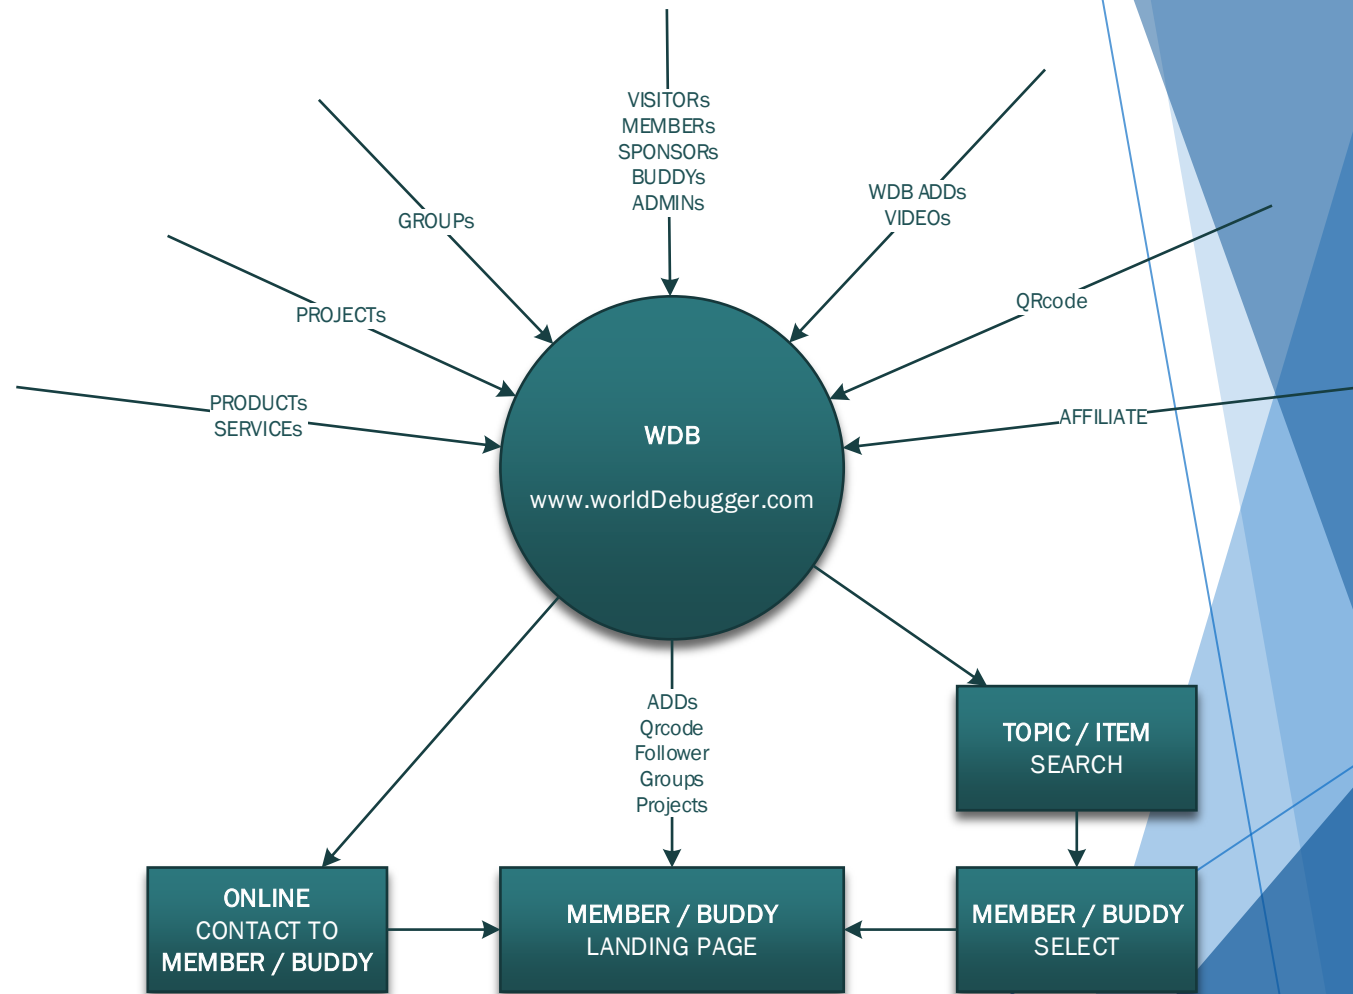 VISITORs
MEMBERs
SPONSORs
BUDDYs
ADMINs
WDB ADDs
VIDEOs
GROUPs
QRcode
PROJECTs
PRODUCTs
SERVICEs
AFFILIATE
WDB
www.worldDebugger.com
ADDs
Qrcode
Follower
Groups
Projects
TOPIC / ITEM
SEARCH
ONLINE
CONTACT TO
MEMBER / BUDDY
MEMBER / BUDDY
LANDING PAGE
MEMBER / BUDDY
SELECT